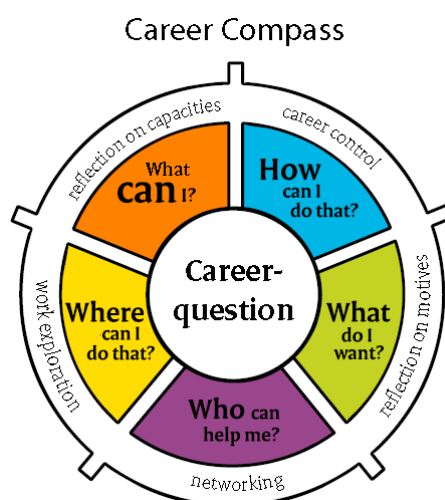 Career Compass
reflection on capacities
career control
What
can I?
How
can I
do that?
Career-
question
Where
can I
do that?
What
do I
want?
work exploration
reflection on motives
Who can
help me?
networking